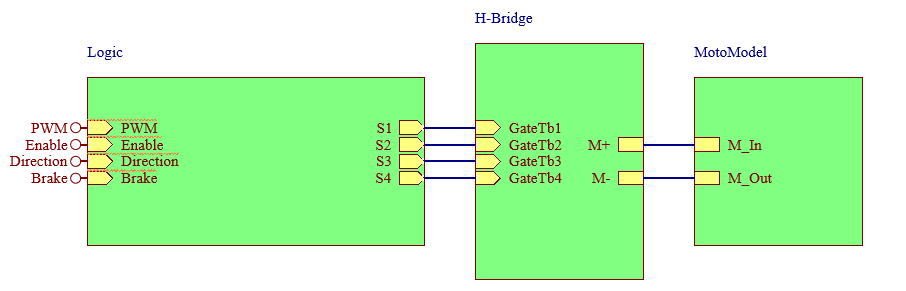 H-Bridge
Logic
MotoModel
PWM PWM S1 GateTb1
Enable Enable S2 GateTb2 M+ M_In
Direction Direction S3 GateTb3
Brake Brake S4 GateTb4 M- M_Out